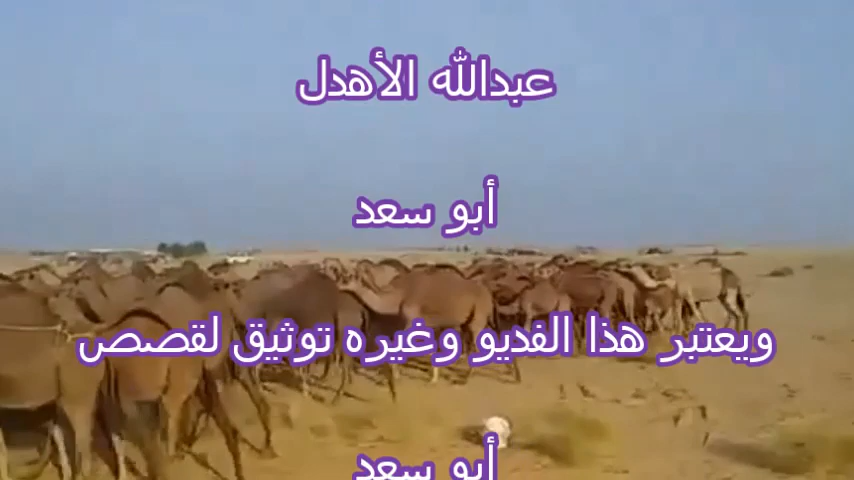 عبدالله الأهدل
أبو سعد
ويعتبر هذا الفديو وغيره توثيق لقصص
أبو سعد